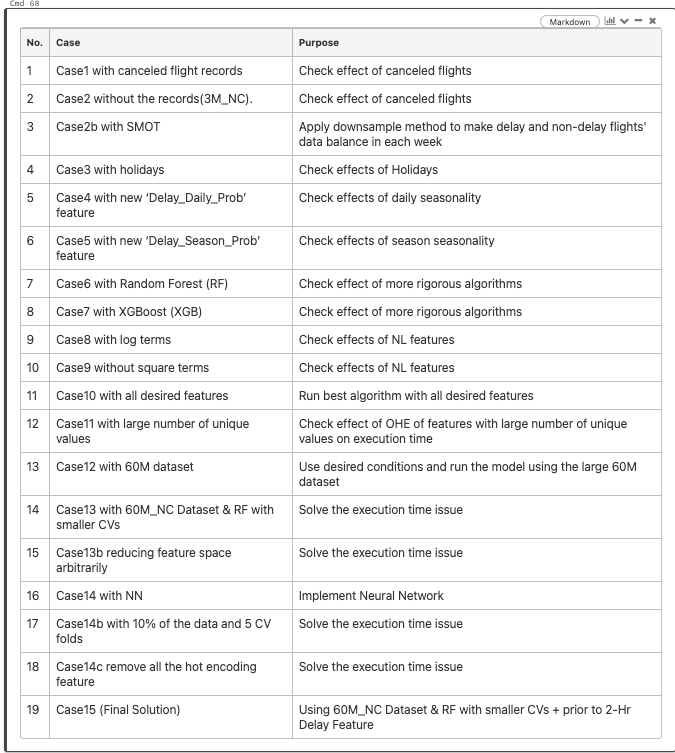 Cmd 68
Markdown
No. Case Purpose
1 Case1 with canceled flight records Check effect of canceled flights
2 Case2 without the records(3M_NC). Check effect of canceled flights
3 Case2b with SMOT Apply downsample method to make delay and non-delay flights'
data balance in each week
4 Case3 with holidays Check effects of Holidays
5 Case4 with new ‘Delay_Daily_Prob’ Check effects of daily seasonality
feature
6 Case5 with new ‘Delay_Season_Prob’ Check effects of season seasonality
feature
7 Case6 with Random Forest (RF) Check effect of more rigorous algorithms
8 Case7 with XGBoost (XGB) Check effect of more rigorous algorithms
9 Case8 with log terms Check effects of NL features
10 Case9 without square terms Check effects of NL features
11 Case10 with all desired features Run best algorithm with all desired features
12 Case11 with large number of unique Check effect of OHE of features with large number of unique
values values on execution time
13 Case12 with 60M dataset Use desired conditions and run the model using the large 60M
dataset
14 Case13 with 60M_NC Dataset & RF with Solve the execution time issue
smaller CVs
15 Case13b reducing feature space Solve the execution time issue
arbitrarily
16 Case14 with NN Implement Neural Network
17 Case14b with 10% of the data and 5 CV Solve the execution time issue
folds
18 Case14c remove all the hot encoding Solve the execution time issue
feature
19 Case15 (Final Solution) Using 60M_NC Dataset & RF with smaller CVs + prior to 2-Hr
Delay Feature